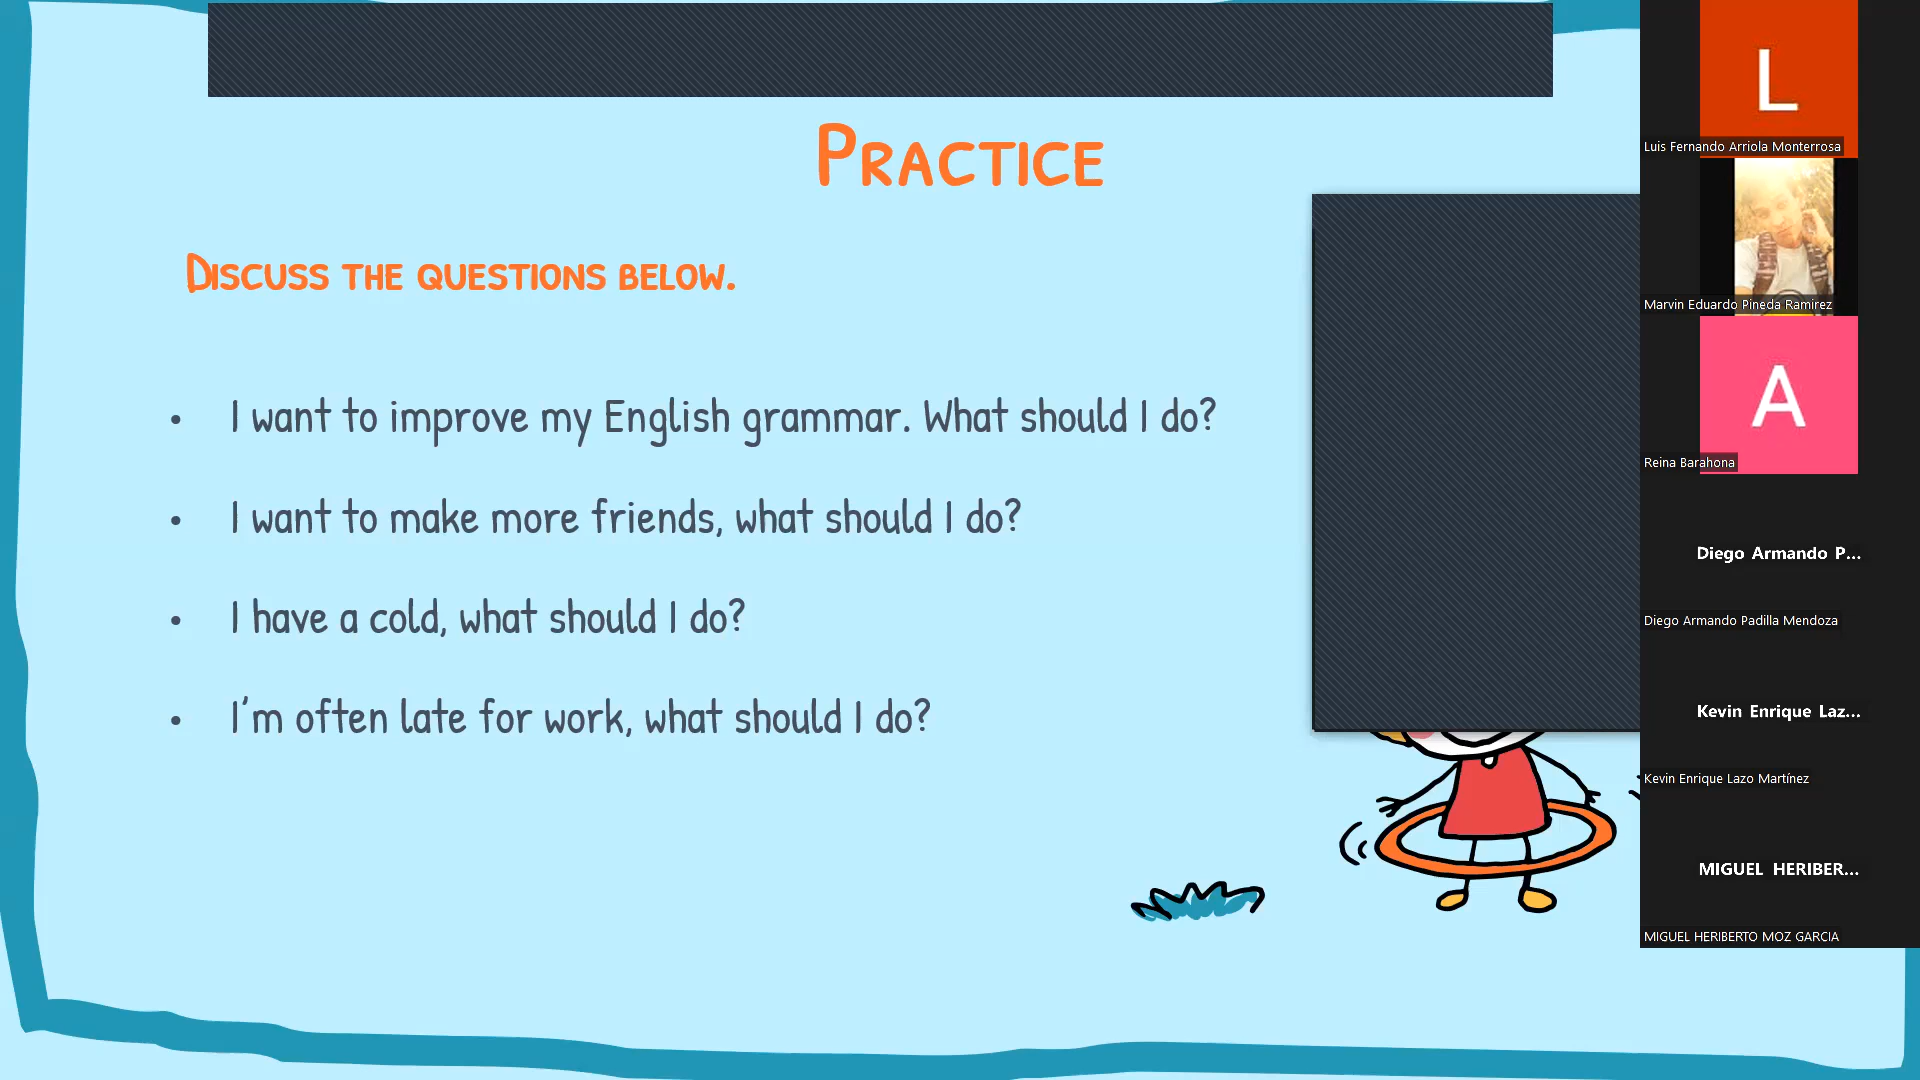 Practice
Discuss the questions below.
• I want to improve my English grammar. What should I do?
• I want to make more friends, what should I do?
• I have a cold, what should I do?
• I'm often late for work, what should I do?
L
Luis Fernando Arriola Monterrosa
Marvin Eduardo Pineda Ramirez
A
Reina Barahona
Diego Armando P...
Diego Armando Padilla Mendoza
Kevin Enrique Laz...
Kevin Enrique Lazo Martínez
MIGUEL HERIBER...
MIGUEL HERIBERTO MOZ GARCIA